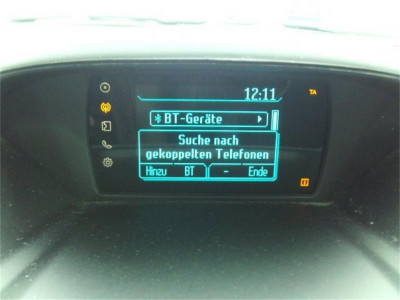 12:11
TA
BT-Geräte
Suche nach
gekoppelten Telefonen
Hinzu BT - Ende